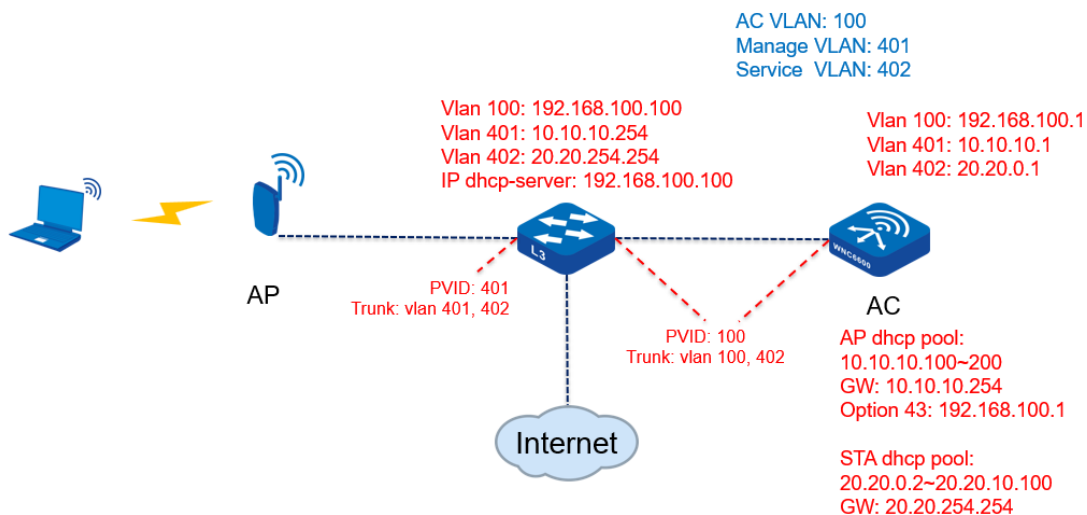 AC VLAN: 100
Manage VLAN: 401
Service VLAN: 402
Vlan 100: 192.168.100.100
Vlan 401: 10.10.10.254
Vlan 402: 20.20.254.254
IP dhcp-server: 192.168.100.100
Vlan 100: 192.168.100.1
Vlan 401: 10.10.10.1
Vlan 402: 20.20.0.1
L3
WNC6600
AP
PVID: 401
Trunk: vlan 401, 402
PVID: 100
Trunk: vlan 100, 402
AC
AP dhcp pool:
10.10.10.100~200
GW: 10.10.10.254
Option 43: 192.168.100.1
Internet
STA dhcp pool:
20.20.0.2~20.20.10.100
GW: 20.20.254.254